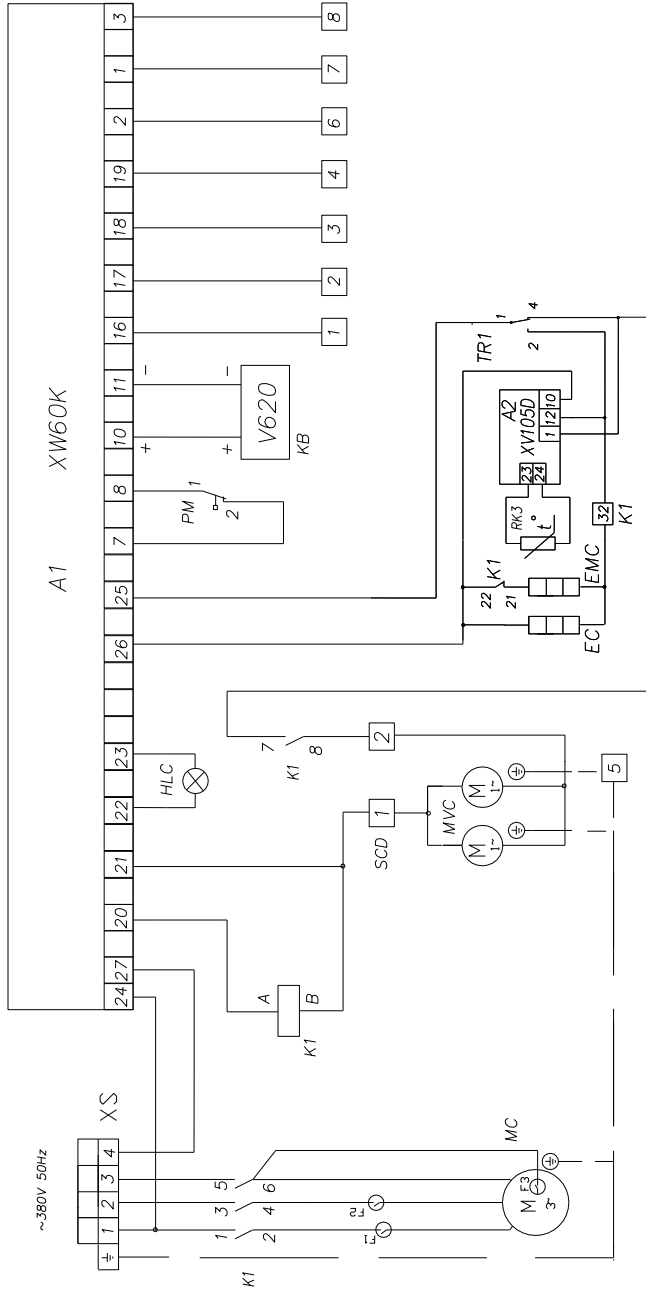 ~380V 50Hz
XS
1 2 3 4
A1 XW60K
24 27 20 21 22 23 26 25 7 8 10 11 16 17 18 19 2 1 3
HLC
PM
1
2
+ −
+ −
V620
KB
1 2 3 4 6 7 8
K1
1 3 5
2 4 6
F1 F2
M F3
3~
MC
A
B
K1
7
8
K1
SCD
1 2
MVC
M
1~
M
1~
5
22
21
K1
EC
EMC
RK3
t°
23
24
A2
XV105D
1 12 10
32
K1
TR1
1
2
4